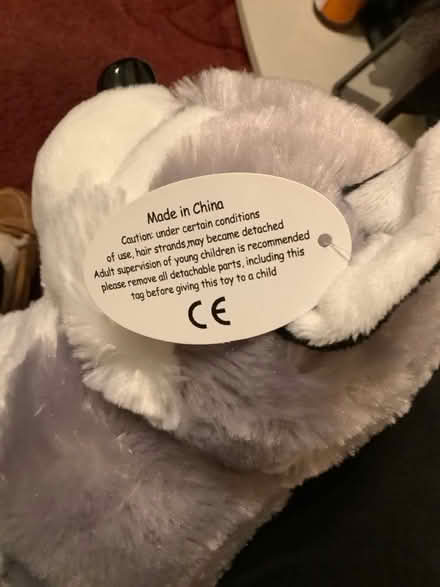 Made in China
Caution: under certain conditions
of use, hair strands,may became detached
Adult supervision of young children is recommended
please remove all detachable parts, including this
tag before giving this toy to a child
CE